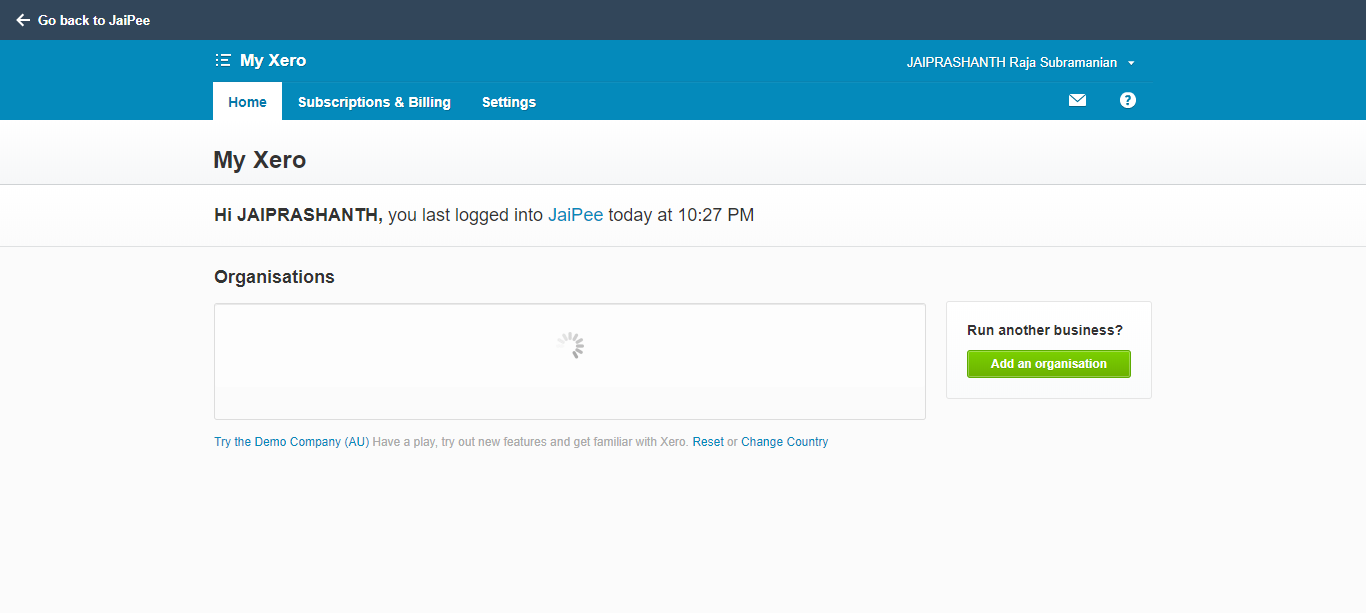 Go back to JaiPee
My Xero
JAIPRASHANTH Raja Subramanian
Home Subscriptions & Billing Settings
?
My Xero
Hi JAIPRASHANTH, you last logged into JaiPee today at 10:27 PM
Organisations
Run another business?
Add an organisation
Try the Demo Company (AU) Have a play, try out new features and get familiar with Xero. Reset or Change Country